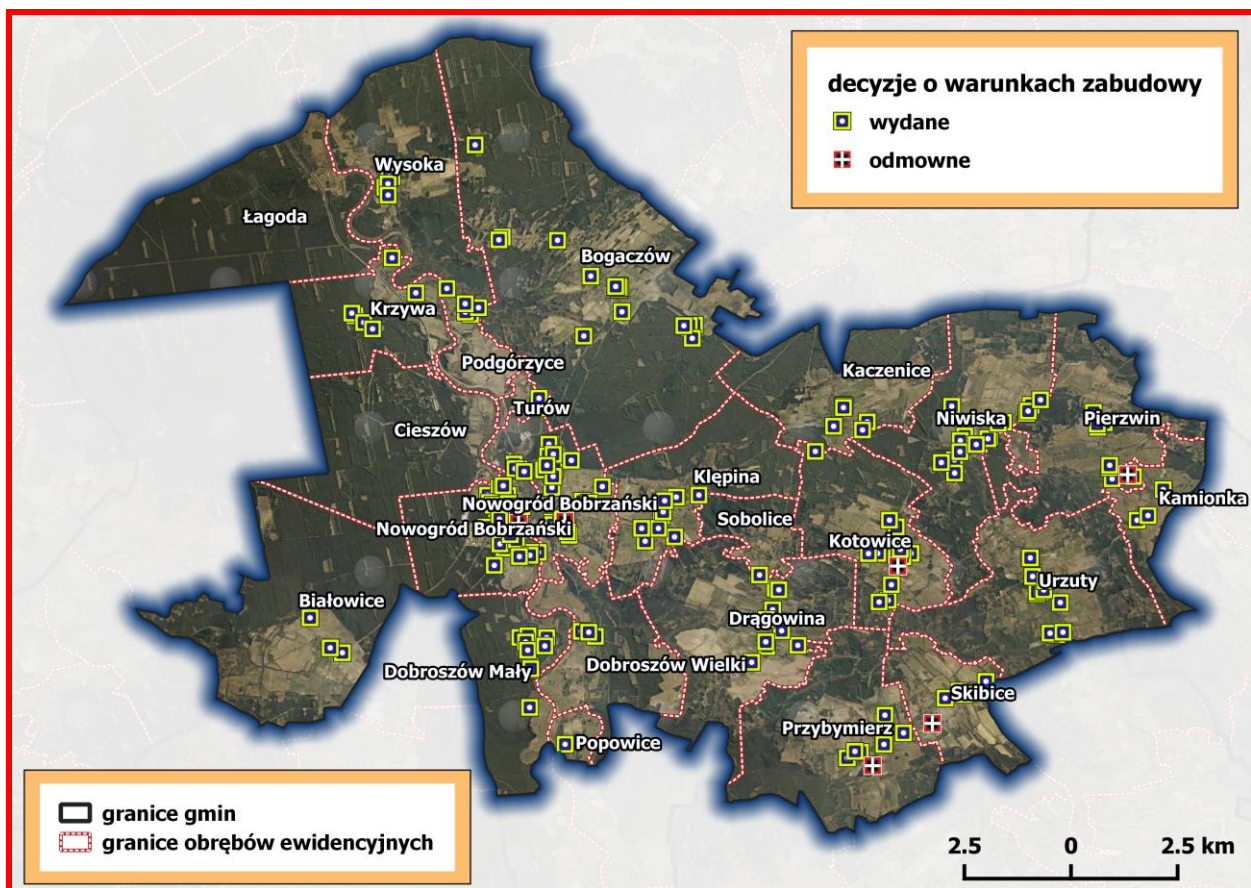 decyzje o warunkach zabudowy
wydane
odmowne
Wysoka
Łagoda
Bogaczów
Krzywa
Podgórzyce
Kaczenice
Turów
Niwiska
Pierzwin
Cieszów
Klępina
Kamionka
Nowogród Bobrzański
Sobolice
Nowogród Bobrzański
Kotowice
Urzuty
Białowice
Drągowina
Dobroszów Mały
Dobroszów Wielki
Skibice
Przybymierz
Popowice
granice gmin
granice obrębów ewidencyjnych
2.5 0 2.5 km